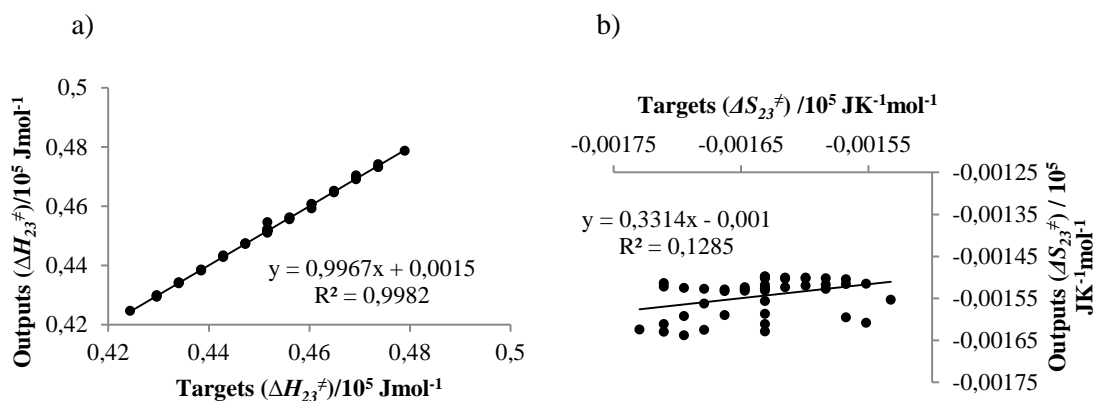 a)
0,5
0,48
0,46
0,44
0,42
0,42 0,44 0,46 0,48 0,5
Outputs (ΔH₂₃≠)/10⁵ Jmol⁻¹
Targets (ΔH₂₃≠)/10⁵ Jmol⁻¹
y = 0,9967x + 0,0015
R² = 0,9982
b)
Targets (ΔS₂₃≠) /10⁵ JK⁻¹mol⁻¹
-0,00175 -0,00165 -0,00155
-0,00125
-0,00135
-0,00145
-0,00155
-0,00165
-0,00175
Outputs (ΔS₂₃≠) / 10⁵
JK⁻¹mol⁻¹
y = 0,3314x - 0,001
R² = 0,1285